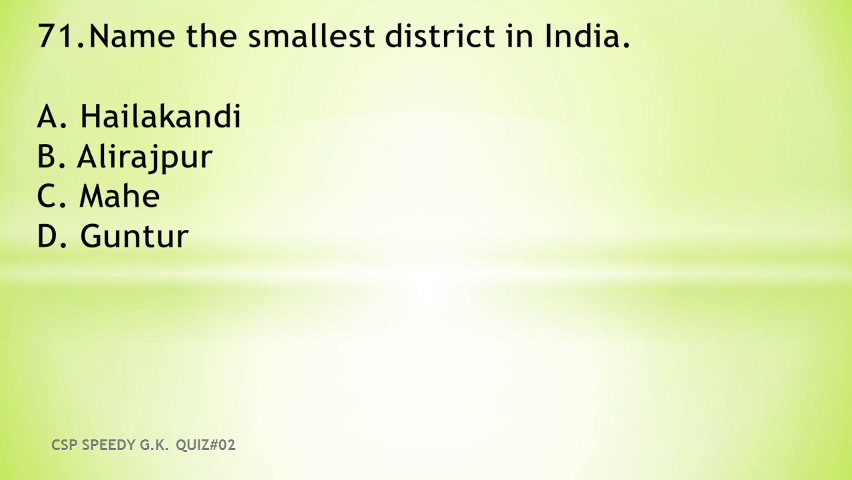 71.Name the smallest district in India.
A. Hailakandi
B. Alirajpur
C. Mahe
D. Guntur
CSP SPEEDY G.K. QUIZ#02